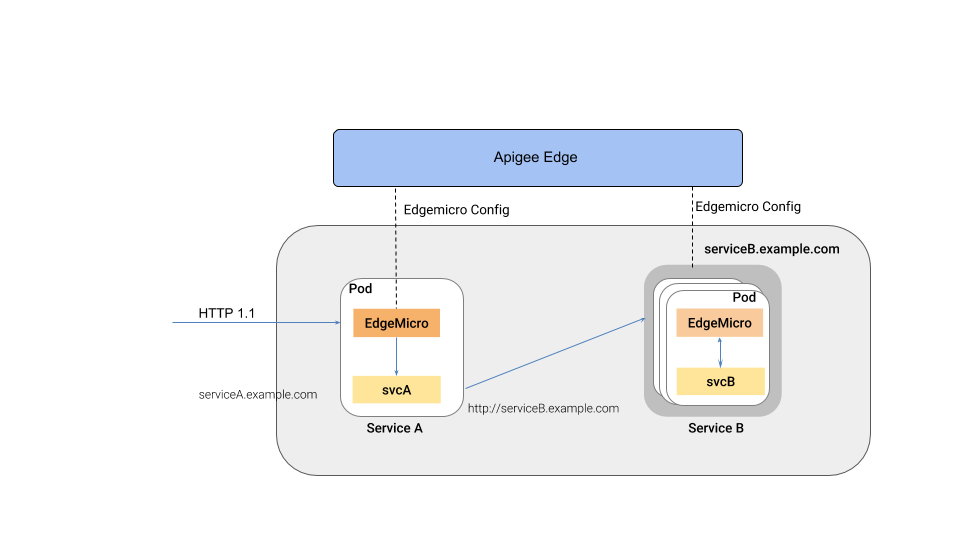 Apigee Edge
Edgemicro Config
Edgemicro Config
serviceB.example.com
Pod
Pod
HTTP 1.1
EdgeMicro
EdgeMicro
svcB
svcA
serviceA.example.com
http://serviceB.example.com
Service A
Service B